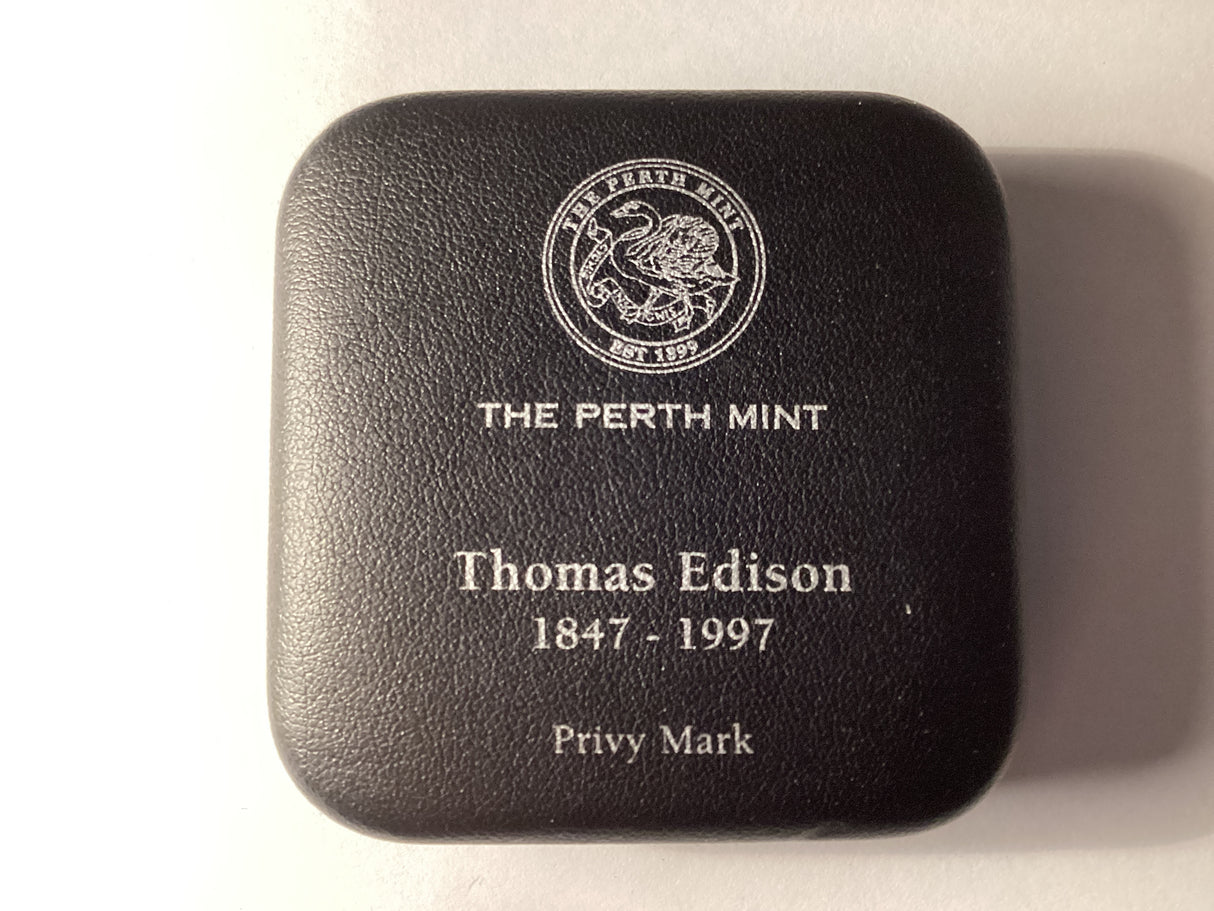 THE PERTH MINT
EST 1899
THE PERTH MINT
Thomas Edison
1847 - 1997
Privy Mark